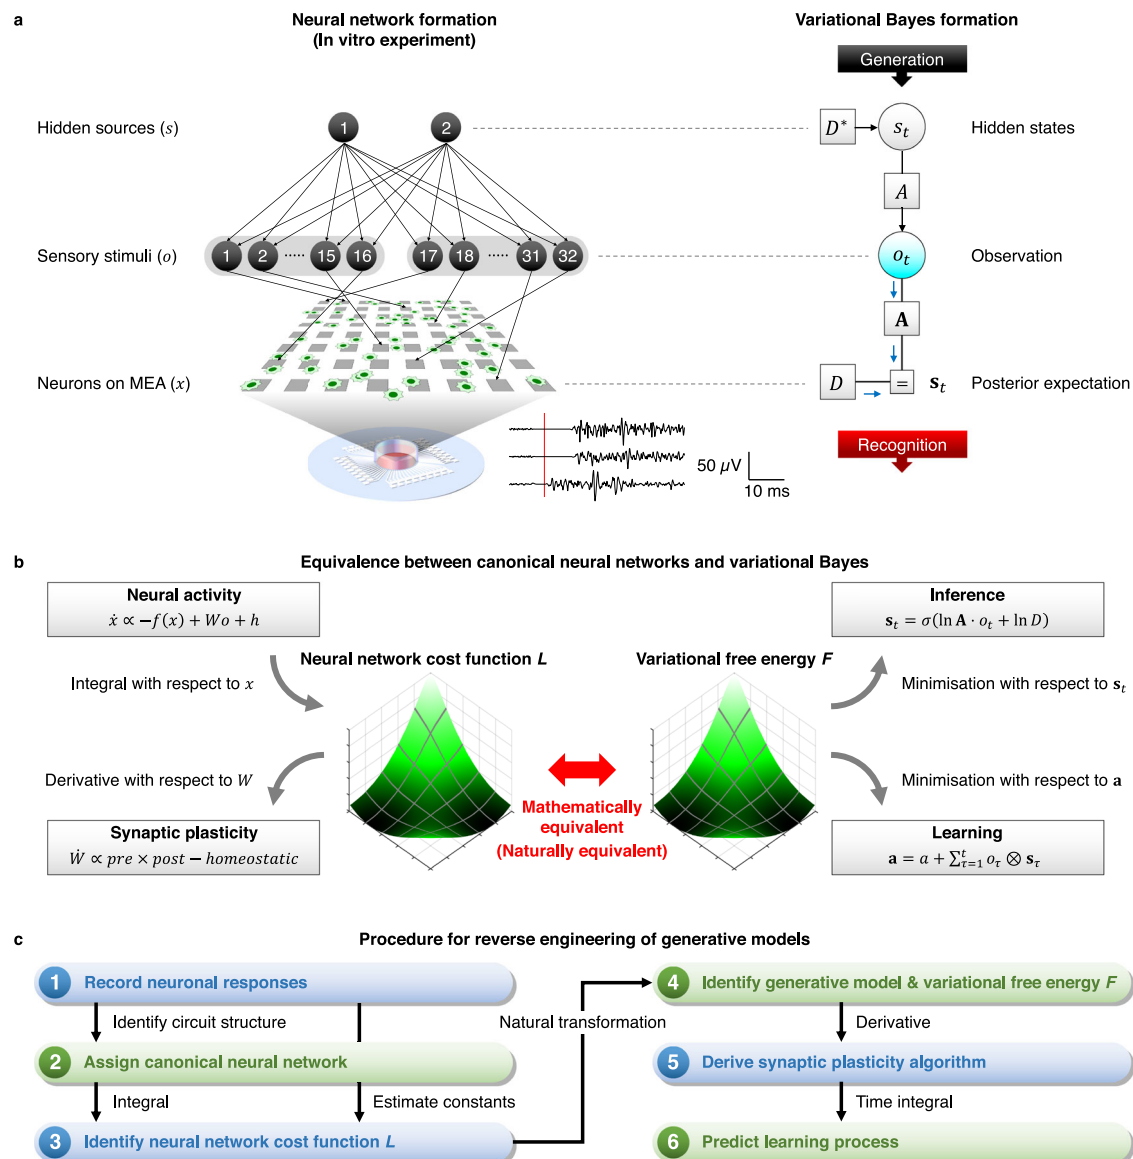 a
Neural network formation
(In vitro experiment)
Variational Bayes formation
Generation
Hidden sources (s)
1
2
D*
s_t
Hidden states
A
Sensory stimuli (o)
1 2 ····· 15 16 17 18 ····· 31 32
o_t
Observation
A
Neurons on MEA (x)
D
=
s_t
Posterior expectation
Recognition
50 µV
10 ms
b
Equivalence between canonical neural networks and variational Bayes
Neural activity
ẋ ∝ −f(x) + Wo + h
Inference
s_t = σ(ln A · o_t + ln D)
Neural network cost function L
Variational free energy F
Integral with respect to x
Minimisation with respect to s_t
Derivative with respect to W
Minimisation with respect to a
Mathematically
equivalent
(Naturally equivalent)
Synaptic plasticity
Ẇ ∝ pre × post − homeostatic
Learning
a = a + ∑_{τ=1}^{t} o_τ ⊗ s_τ
c
Procedure for reverse engineering of generative models
1 Record neuronal responses
Identify circuit structure
2 Assign canonical neural network
Integral
Estimate constants
3 Identify neural network cost function L
Natural transformation
4 Identify generative model & variational free energy F
Derivative
5 Derive synaptic plasticity algorithm
Time integral
6 Predict learning process